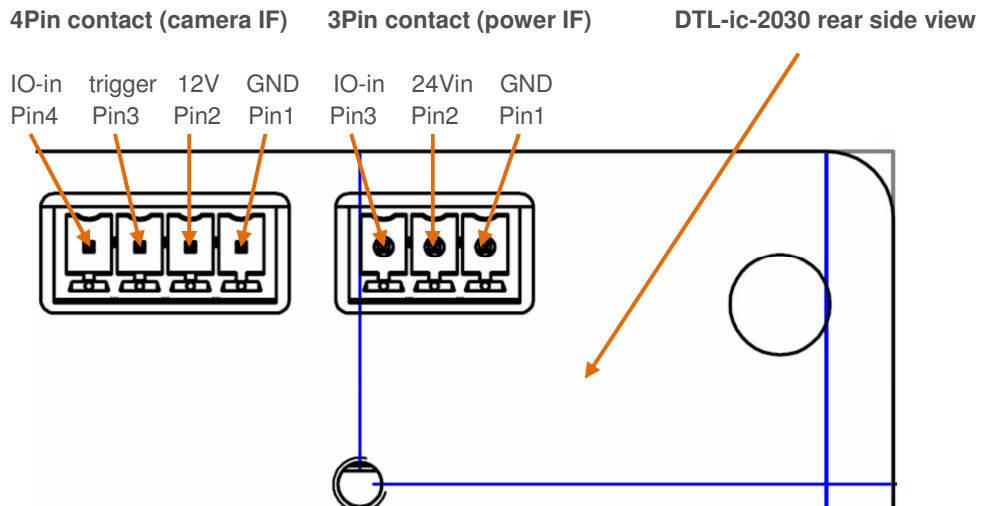 4Pin contact (camera IF) 3Pin contact (power IF) DTL-ic-2030 rear side view
IO-in trigger 12V GND IO-in 24Vin GND
Pin4 Pin3 Pin2 Pin1 Pin3 Pin2 Pin1